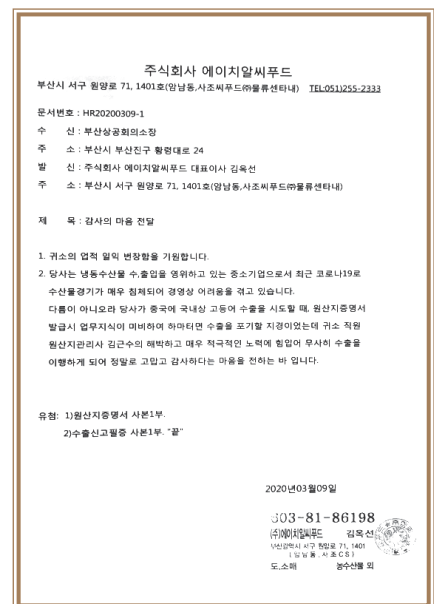 주식회사 에이치알씨푸드
부산시 서구 원양로 71, 1401호(암남동,사조씨푸드㈜물류센타내) TEL:051)255-2333
문서번호 : HR20200309-1
수 신 : 부산상공회의소장
주 소 : 부산시 부산진구 황령대로 24
발 신 : 주식회사 에이치알씨푸드 대표이사 김옥선
주 소 : 부산시 서구 원양로 71, 1401호(암남동,사조씨푸드㈜물류센타내)
제 목 : 감사의 마음 전달
1. 귀소의 업적 일익 번창함을 기원합니다.
2. 당사는 냉동수산물 수,출입을 영위하고 있는 중소기업으로서 최근 코로나19로
수산물경기가 매우 침체되어 경영상 어려움을 겪고 있습니다.
다름이 아니오라 당사가 중국에 국내상 고등어 수출을 시도할 때, 원산지증명서
발급시 업무지식이 미비하여 하마터면 수출을 포기할 지경이었는데 귀소 직원
원산지관리사 김근수의 해박하고 매우 적극적인 노력에 힘입어 무사히 수출을
이행하게 되어 정말로 고맙고 감사하다는 마음을 전하는 바 입니다.
유첨: 1)원산지증명서 사본1부.
2)수출신고필증 사본1부. "끝"
2020년03월09일
603-81-86198
(주)에이치알씨푸드 김옥선
부산광역시 서구 원양로 71, 1401
(암남동, 사조CS)
도,소매 농수산물 외